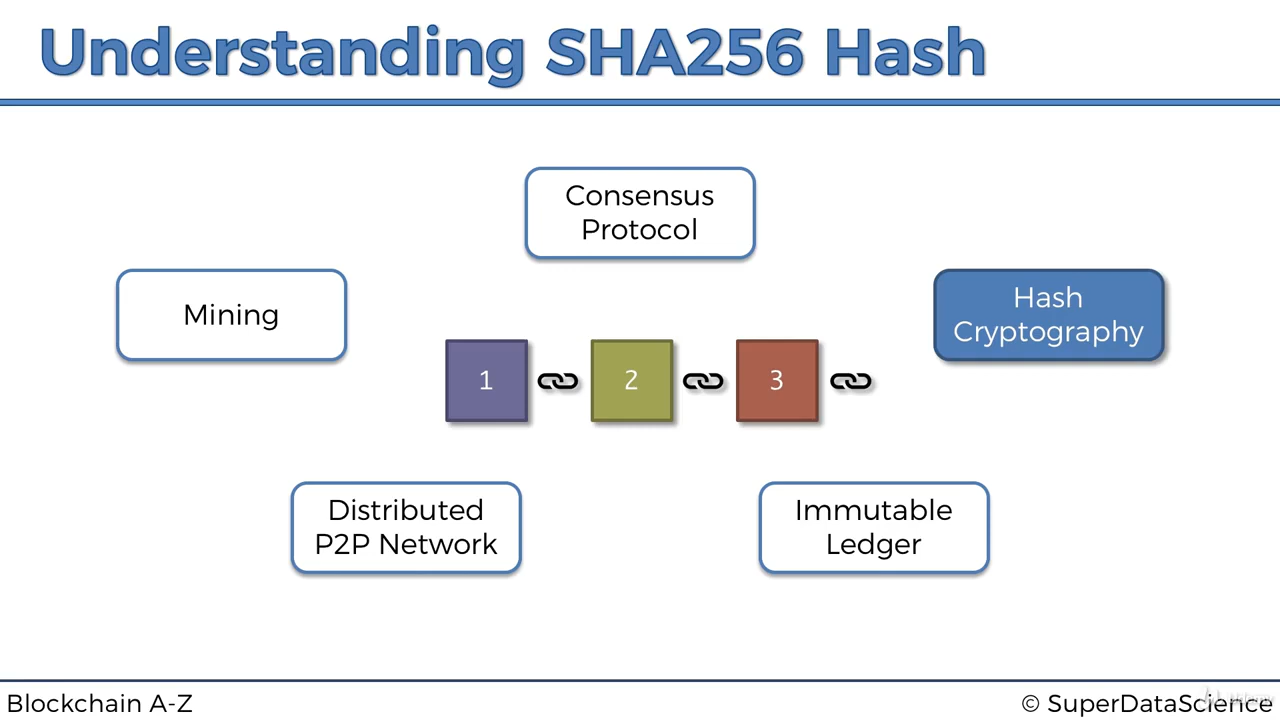 Understanding SHA256 Hash
Consensus
Protocol
Mining
Hash
Cryptography
1
2
3
Distributed
P2P Network
Immutable
Ledger
Blockchain A-Z
© SuperDataScience